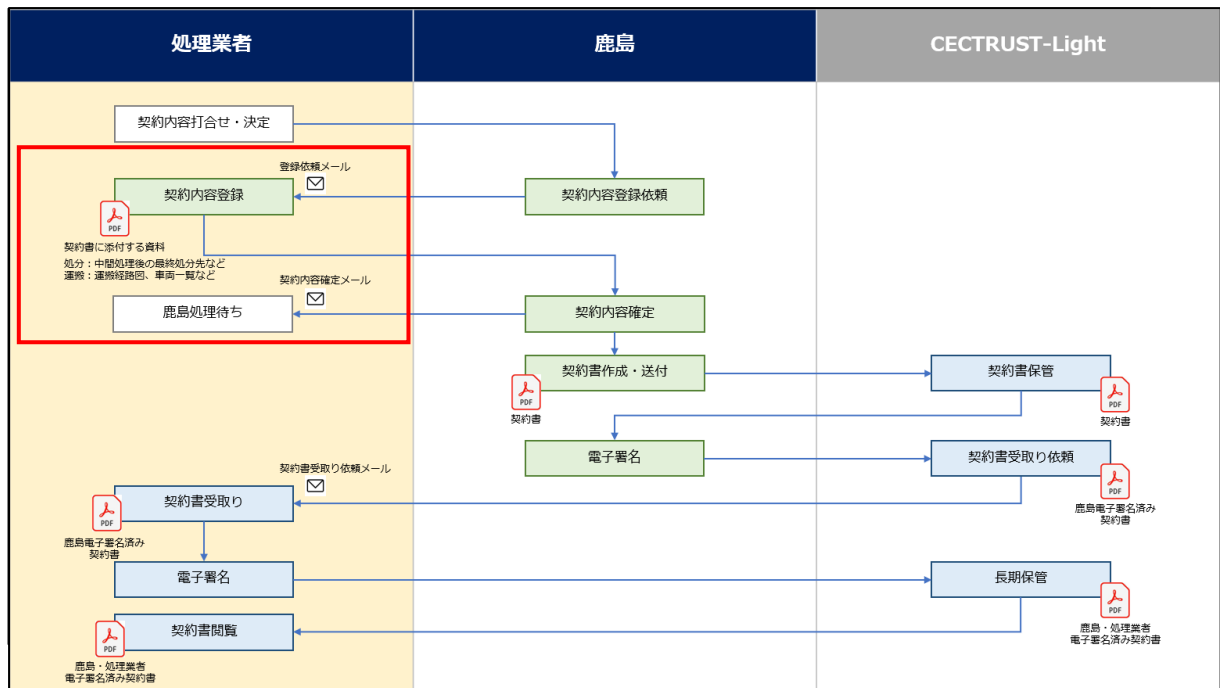 処理業者
鹿島
CECTRUST-Light
契約内容打合せ・決定
登録依頼メール
契約内容登録
契約内容登録依頼
PDF
契約書に添付する資料
処分：中間処理後の最終処分先など
運搬：運搬経路図、車両一覧など
契約内容確定メール
鹿島処理待ち
契約内容確定
契約書作成・送付
契約書保管
PDF
契約書
PDF
契約書
電子署名
契約書受取り依頼
契約書受取り依頼メール
契約書受取り
PDF
鹿島電子署名済み
契約書
PDF
鹿島電子署名済み
契約書
電子署名
長期保管
契約書閲覧
PDF
鹿島・処理業者
電子署名済み契約書
PDF
鹿島・処理業者
電子署名済み契約書